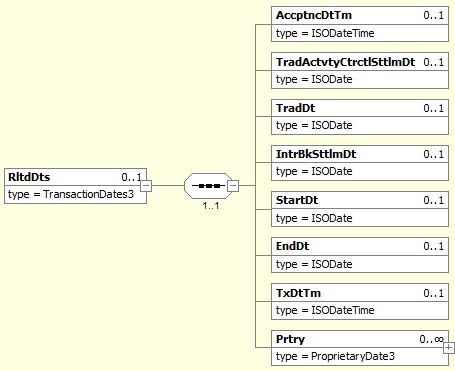 AccptncDtTm 0..1
type = ISODateTime
TradActvtyCtrctlSttlmDt 0..1
type = ISODate
TradDt 0..1
type = ISODate
IntrBkSttlmDt 0..1
type = ISODate
RltdDts 0..1
type = TransactionDates3
1..1
StartDt 0..1
type = ISODate
EndDt 0..1
type = ISODate
TxDtTm 0..1
type = ISODateTime
Prtry 0..∞
type = ProprietaryDate3